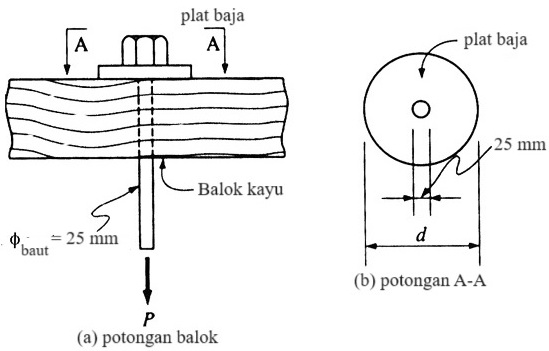 plat baja
A
A
Balok kayu
ϕbaut = 25 mm
P
(a) potongan balok
plat baja
25 mm
d
(b) potongan A-A